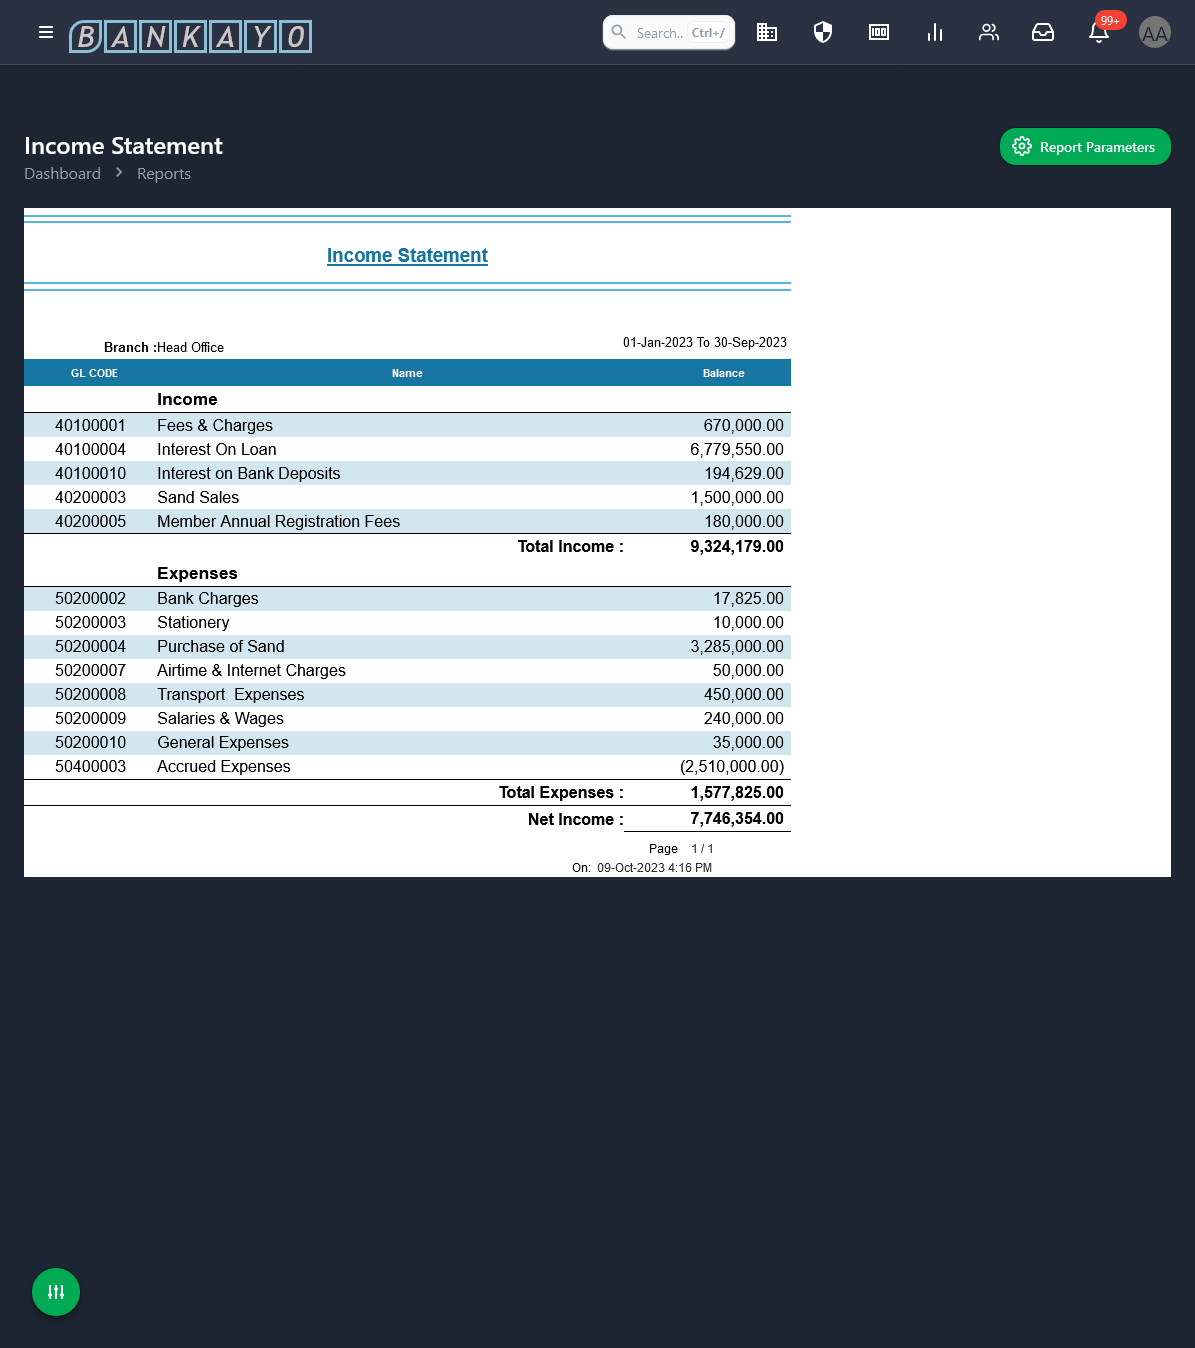 BANKAYO
Search.. Ctrl+/
99+
AA
Income Statement
Report Parameters
Dashboard > Reports
Income Statement
01-Jan-2023 To 30-Sep-2023
Branch :Head Office
GL CODE Name Balance
Income
40100001 Fees & Charges 670,000.00
40100004 Interest On Loan 6,779,550.00
40100010 Interest on Bank Deposits 194,629.00
40200003 Sand Sales 1,500,000.00
40200005 Member Annual Registration Fees 180,000.00
Total Income : 9,324,179.00
Expenses
50200002 Bank Charges 17,825.00
50200003 Stationery 10,000.00
50200004 Purchase of Sand 3,285,000.00
50200007 Airtime & Internet Charges 50,000.00
50200008 Transport  Expenses 450,000.00
50200009 Salaries & Wages 240,000.00
50200010 General Expenses 35,000.00
50400003 Accrued Expenses (2,510,000.00)
Total Expenses : 1,577,825.00
Net Income : 7,746,354.00
Page 1 / 1
On: 09-Oct-2023 4:16 PM